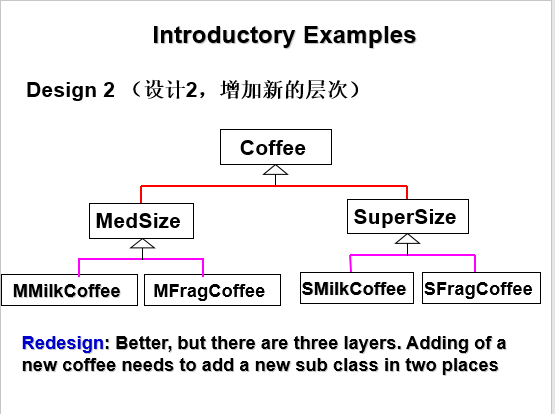 Introductory Examples
Design 2 （设计2，增加新的层次）
Coffee
MedSize
SuperSize
MMilkCoffee
MFragCoffee
SMilkCoffee
SFragCoffee
Redesign: Better, but there are three layers. Adding of a
new coffee needs to add a new sub class in two places